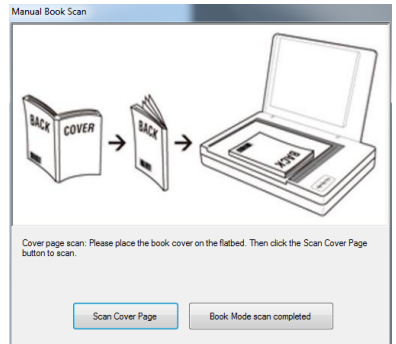 Manual Book Scan
BACK COVER BACK
BACK
Cover page scan: Please place the book cover on the flatbed. Then click the Scan Cover Page
button to scan.
Scan Cover Page Book Mode scan completed